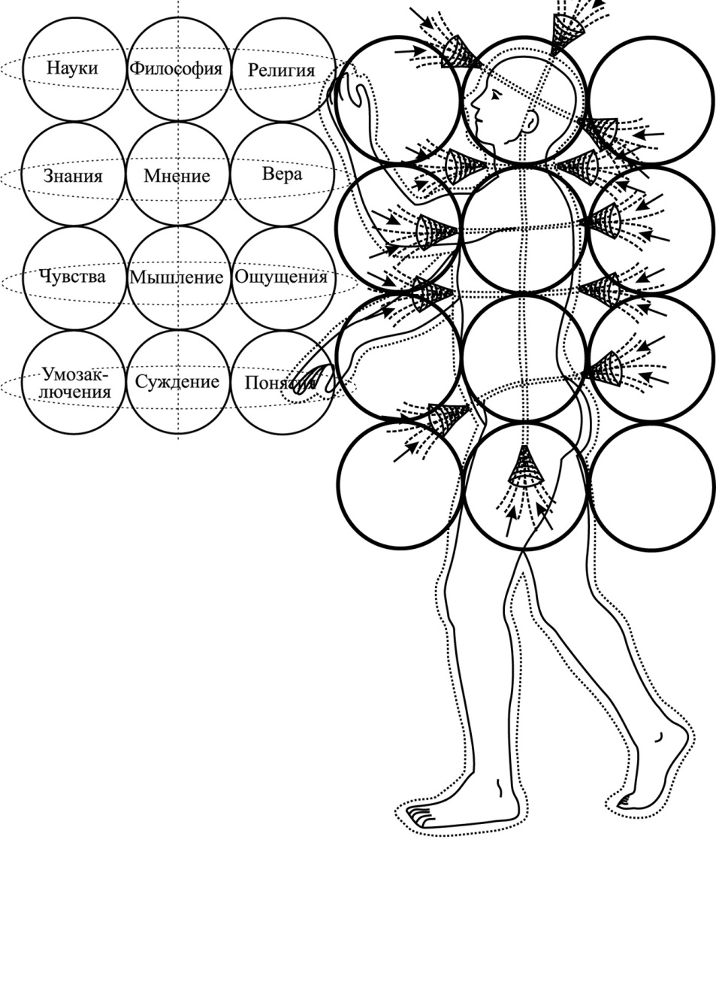 Науки Философия Религия
Знания Мнение Вера
Чувства Мышление Ощущения
Умозак-
лючения Суждение Понятия